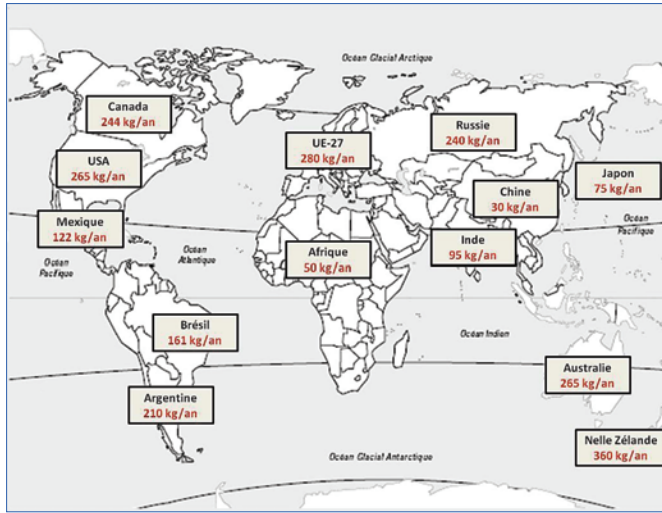 Océan Glacial Arctique
Canada
244 kg/an
Russie
240 kg/an
UE-27
280 kg/an
USA
265 kg/an
Japon
75 kg/an
Chine
30 kg/an
Mexique
122 kg/an
Océan
Pacifique
Inde
95 kg/an
Afrique
50 kg/an
Océan
Atlantique
Océan
Pacifique
Brésil
161 kg/an
Océan Indien
Australie
265 kg/an
Argentine
210 kg/an
Nelle Zélande
360 kg/an
Océan Glacial Antarctique